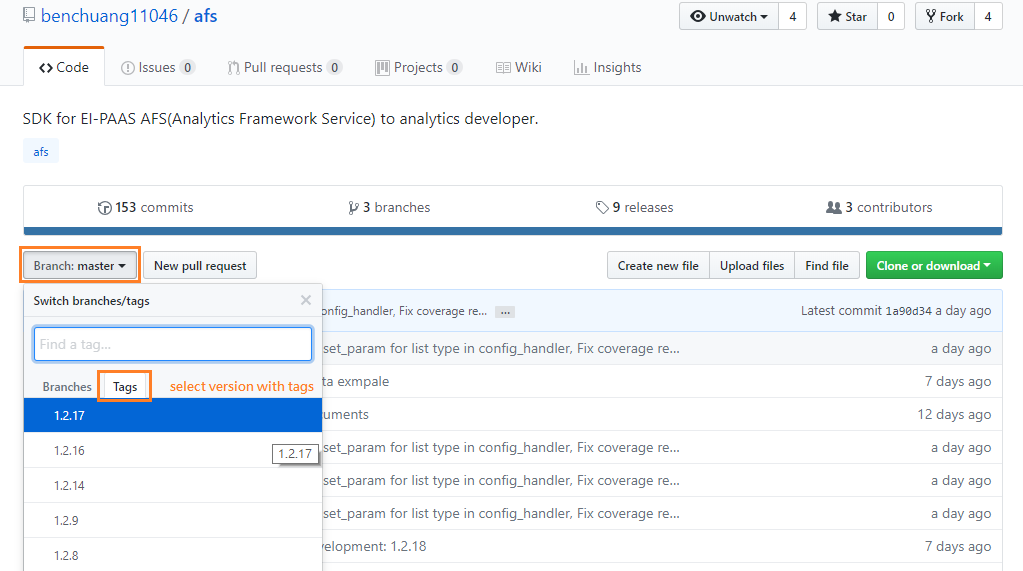 benchuang11046 / afs
Unwatch 4 Star 0 Fork 4
Code Issues 0 Pull requests 0 Projects 0 Wiki Insights
SDK for EI-PAAS AFS(Analytics Framework Service) to analytics developer.
afs
153 commits 3 branches 9 releases 3 contributors
Branch: master New pull request Create new file Upload files Find file Clone or download
Switch branches/tags
onfig_handler, Fix coverage re... ... Latest commit 1a90d34 a day ago
Find a tag...
set_param for list type in config_handler, Fix coverage re... a day ago
Branches Tags select version with tags
ta exmpale 7 days ago
1.2.17
uments 12 days ago
1.2.16
1.2.17
set_param for list type in config_handler, Fix coverage re... a day ago
1.2.14
set_param for list type in config_handler, Fix coverage re... a day ago
1.2.9
set_param for list type in config_handler, Fix coverage re... a day ago
1.2.8
velopment: 1.2.18 7 days ago